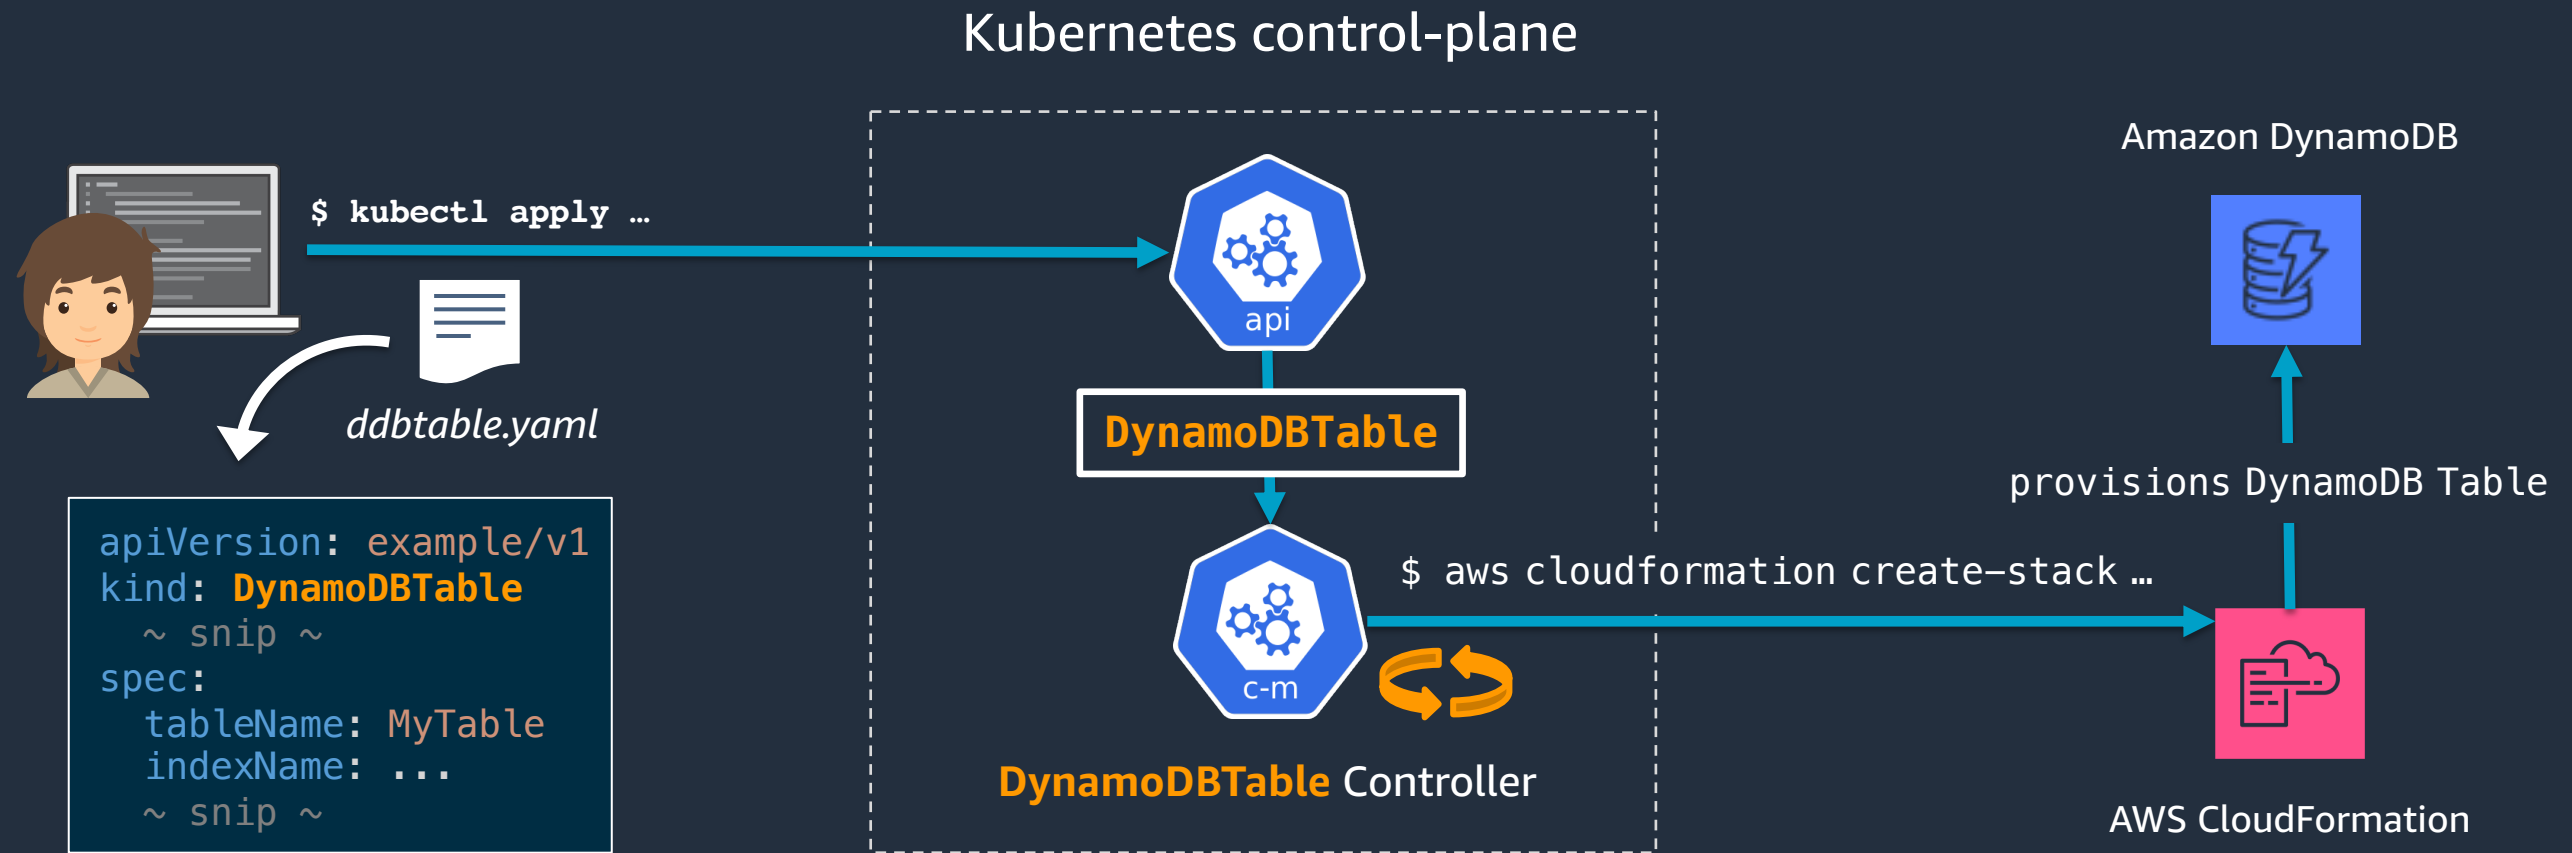 Kubernetes control-plane
$ kubectl apply …
ddbtable.yaml
apiVersion: example/v1
kind: DynamoDBTable
~ snip ~
spec:
tableName: MyTable
indexName: ...
~ snip ~
api
DynamoDBTable
c-m
DynamoDBTable Controller
$ aws cloudformation create-stack …
Amazon DynamoDB
provisions DynamoDB Table
AWS CloudFormation